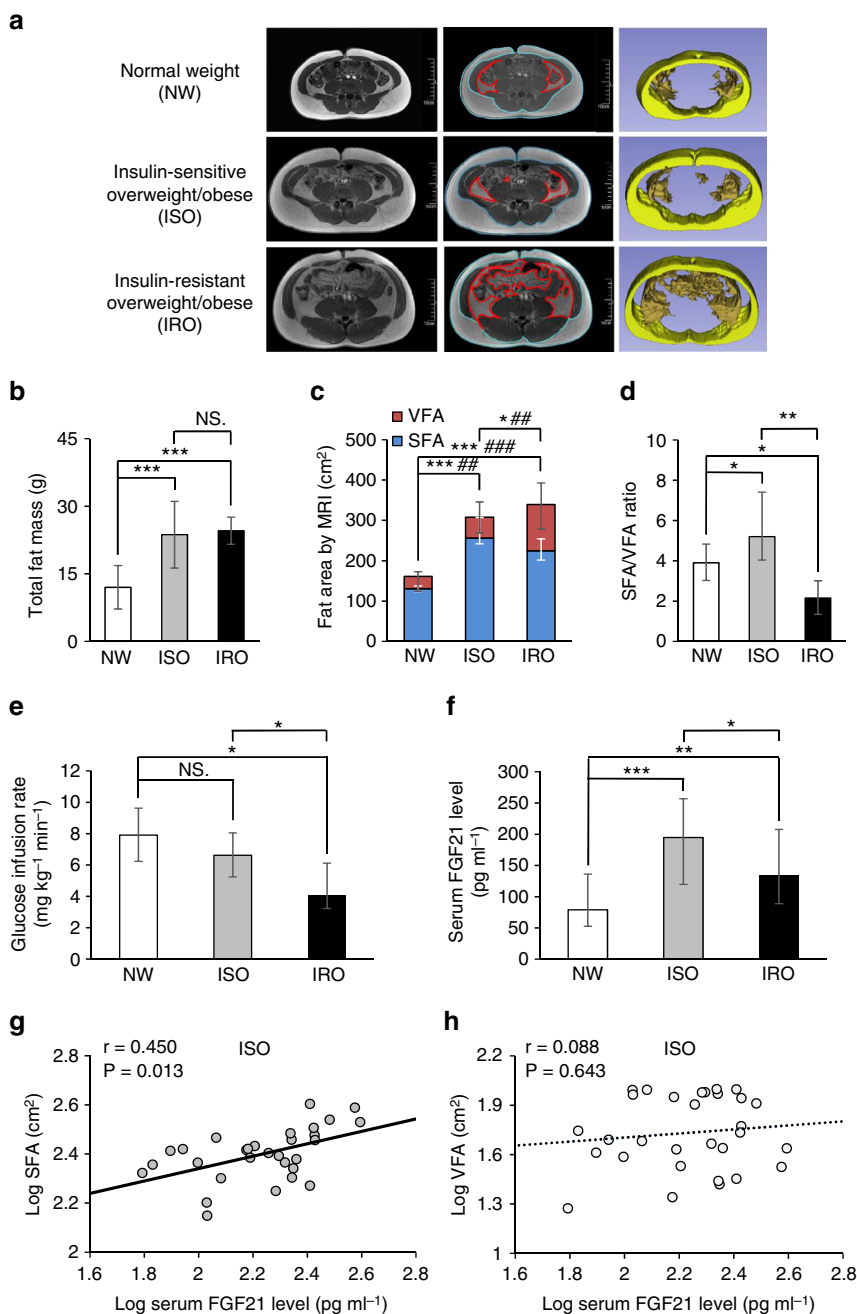 a
Normal weight
(NW)
Insulin-sensitive
overweight/obese
(ISO)
Insulin-resistant
overweight/obese
(IRO)
b
NS.
***
***
Total fat mass (g)
45
30
15
0
NW ISO IRO
c
VFA
SFA
* ##
*** ###
*** ##
Fat area by MRI (cm²)
500
400
300
200
100
0
NW ISO IRO
d
**
*
*
SFA/VFA ratio
10
8
6
4
2
0
NW ISO IRO
e
*
*
NS.
Glucose infusion rate
(mg kg⁻¹ min⁻¹)
12
10
8
6
4
2
0
NW ISO IRO
f
*
**
***
Serum FGF21 level
(pg ml⁻¹)
300
250
200
150
100
50
0
NW ISO IRO
g
r = 0.450
P = 0.013
ISO
Log SFA (cm²)
2.8
2.6
2.4
2.2
2
1.6 1.8 2 2.2 2.4 2.6 2.8
Log serum FGF21 level (pg ml⁻¹)
h
r = 0.088
P = 0.643
ISO
Log VFA (cm²)
2.2
1.9
1.6
1.3
1
1.6 1.8 2 2.2 2.4 2.6 2.8
Log serum FGF21 level (pg ml⁻¹)